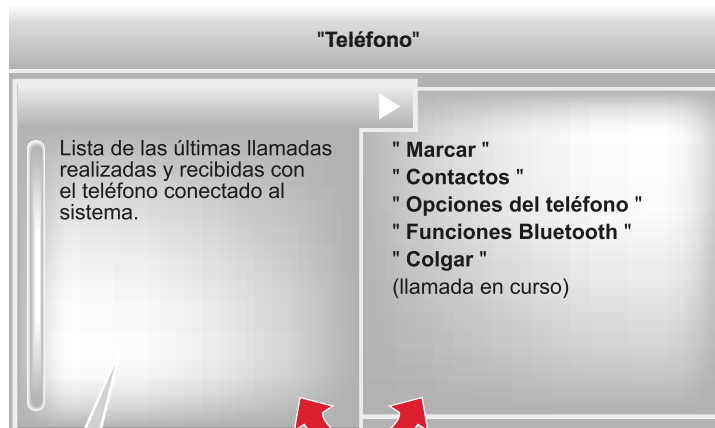 "Teléfono"
Lista de las últimas llamadas
realizadas y recibidas con
el teléfono conectado al
sistema.
" Marcar "
" Contactos "
" Opciones del teléfono "
" Funciones Bluetooth "
" Colgar "
(llamada en curso)